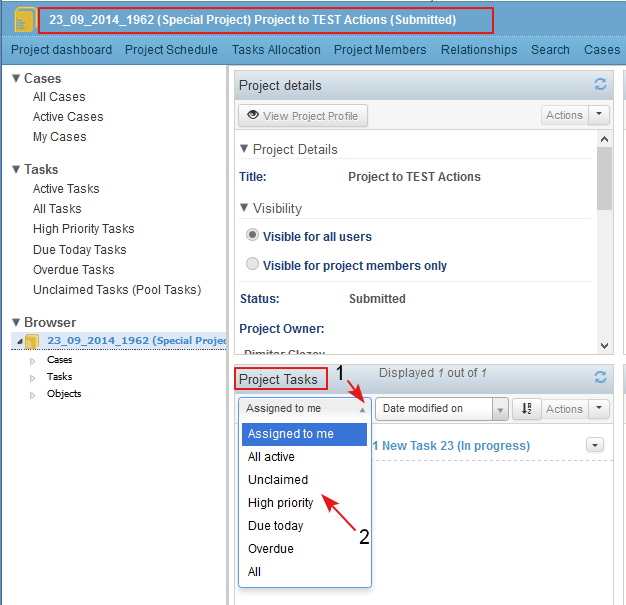 23_09_2014_1962 (Special Project) Project to TEST Actions (Submitted)
Project dashboard Project Schedule Tasks Allocation Project Members Relationships Search Cases
Cases
All Cases
Active Cases
My Cases
Tasks
Active Tasks
All Tasks
High Priority Tasks
Due Today Tasks
Overdue Tasks
Unclaimed Tasks (Pool Tasks)
Browser
23_09_2014_1962 (Special Projec
Cases
Tasks
Objects
Project details
View Project Profile Actions
Project Details
Title: Project to TEST Actions
Visibility
Visible for all users
Visible for project members only
Status: Submitted
Project Owner:
Dimitar Glezev
1
Project Tasks Displayed 1 out of 1
Assigned to me Date modified on Actions
1 New Task 23 (In progress)
Assigned to me
All active
Unclaimed
High priority
Due today
2
Overdue
All